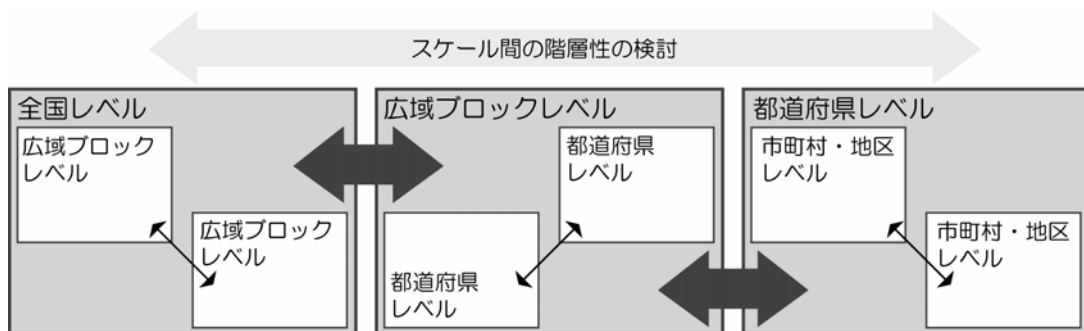 スケール間の階層性の検討
全国レベル
広域ブロック
レベル
広域ブロック
レベル
広域ブロックレベル
都道府県
レベル
都道府県
レベル
都道府県レベル
市町村・地区
レベル
市町村・地区
レベル